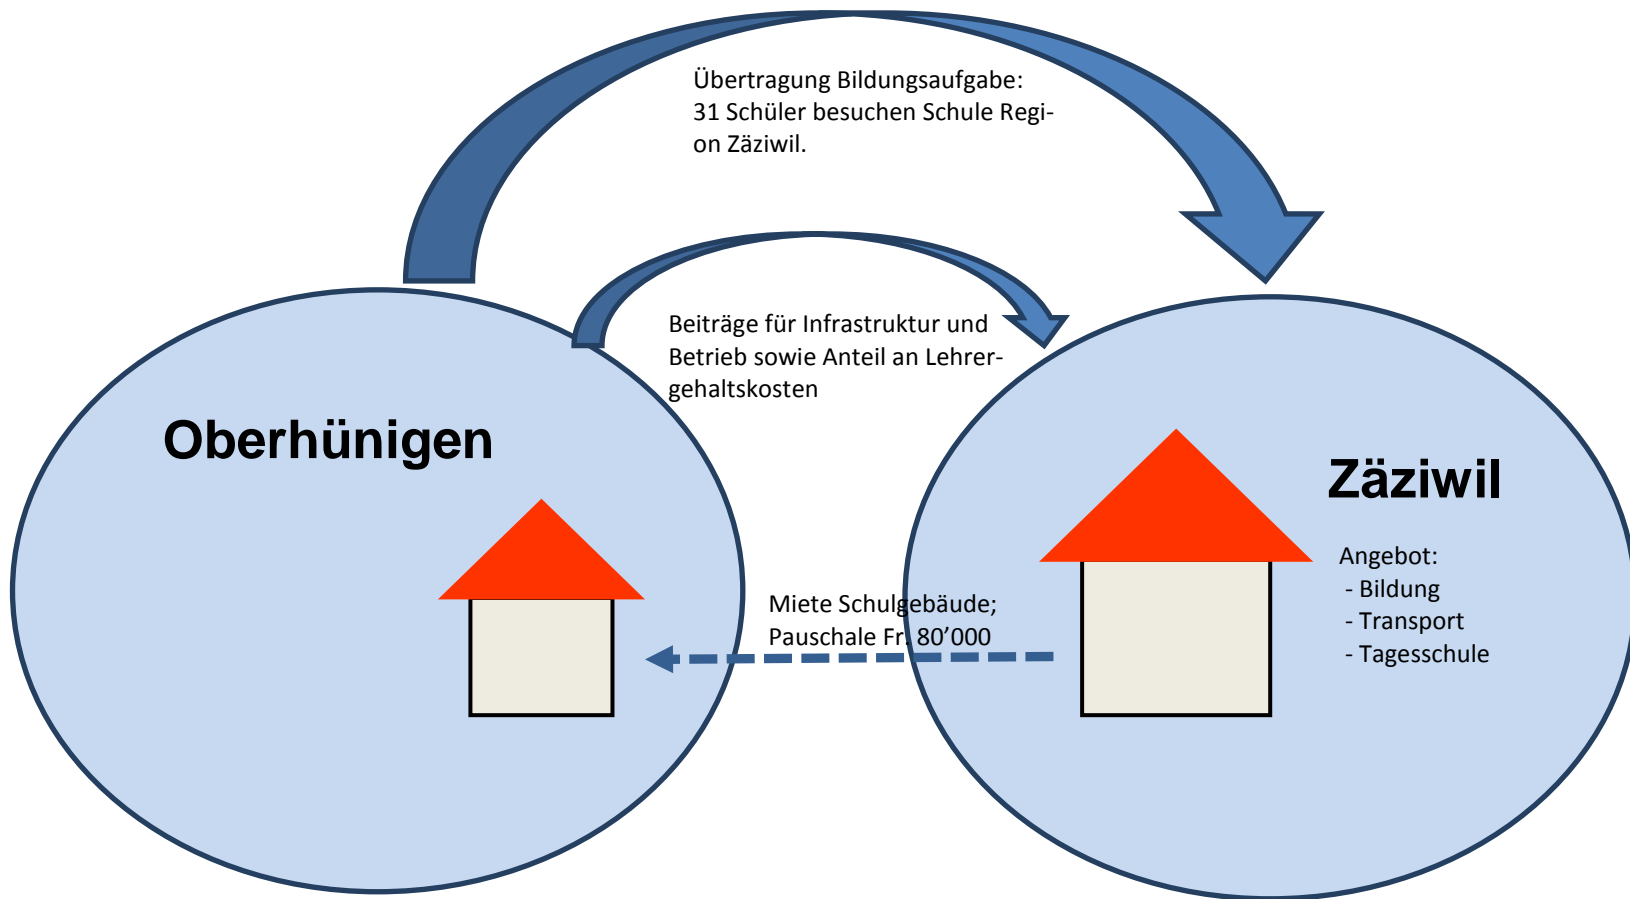 Übertragung Bildungsaufgabe:
31 Schüler besuchen Schule Regi-
on Zäziwil.
Beiträge für Infrastruktur und
Betrieb sowie Anteil an Lehrer-
gehaltskosten
Oberhünigen
Zäziwil
Angebot:
- Bildung
- Transport
- Tagesschule
Miete Schulgebäude;
Pauschale Fr. 80’000